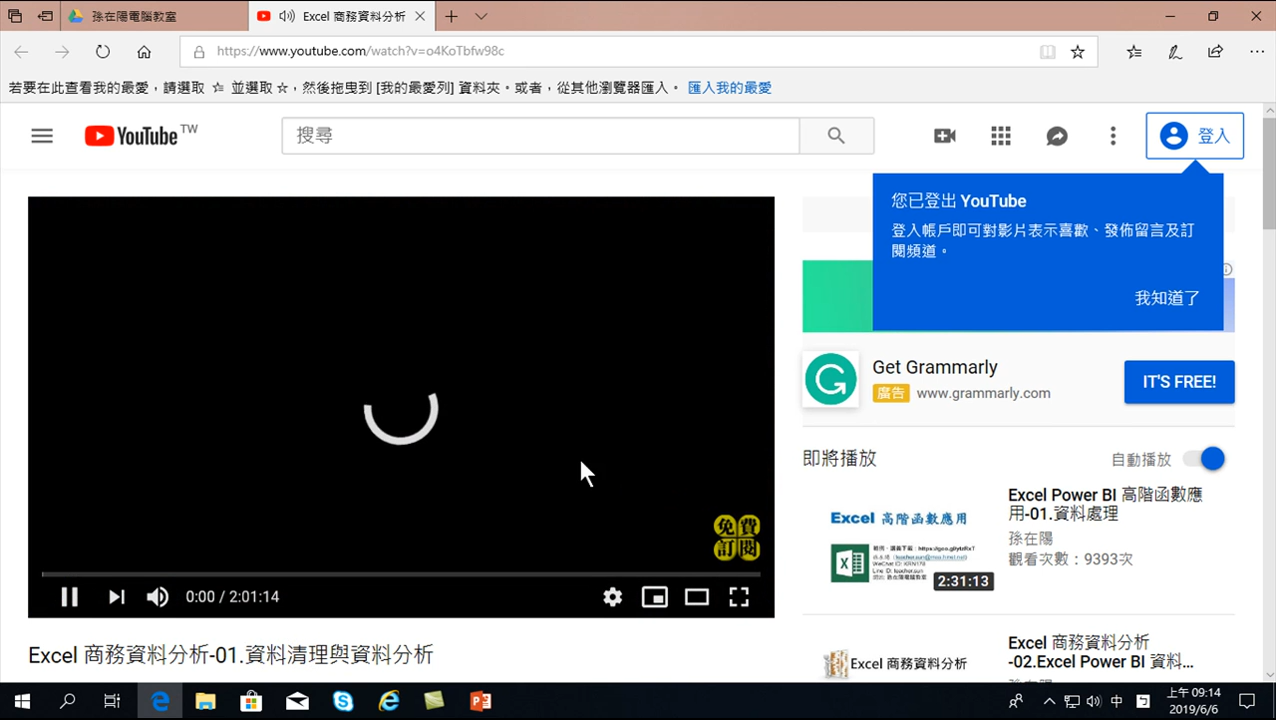 孫在陽電腦教室
Excel 商務資料分析
https://www.youtube.com/watch?v=o4KoTbfw98c
若要在此查看我的最愛，請選取 並選取 ☆，然後拖曳到 [我的最愛列] 資料夾。或者，從其他瀏覽器匯入。 匯入我的最愛
YouTube TW
搜尋
登入
您已登出 YouTube
登入帳戶即可對影片表示喜歡、發佈留言及訂
閱頻道。
我知道了
Get Grammarly
廣告 www.grammarly.com
IT'S FREE!
即將播放
自動播放
Excel 高階函數應用
2:31:13
Excel Power BI 高階函數應
用-01.資料處理
孫在陽
觀看次數：9393次
免費
訂閱
0:00 / 2:01:14
Excel 商務資料分析-01.資料清理與資料分析
Excel 商務資料分析
Excel 商務資料分析
-02.Excel Power BI 資料...
中
上午 09:14
2019/6/6